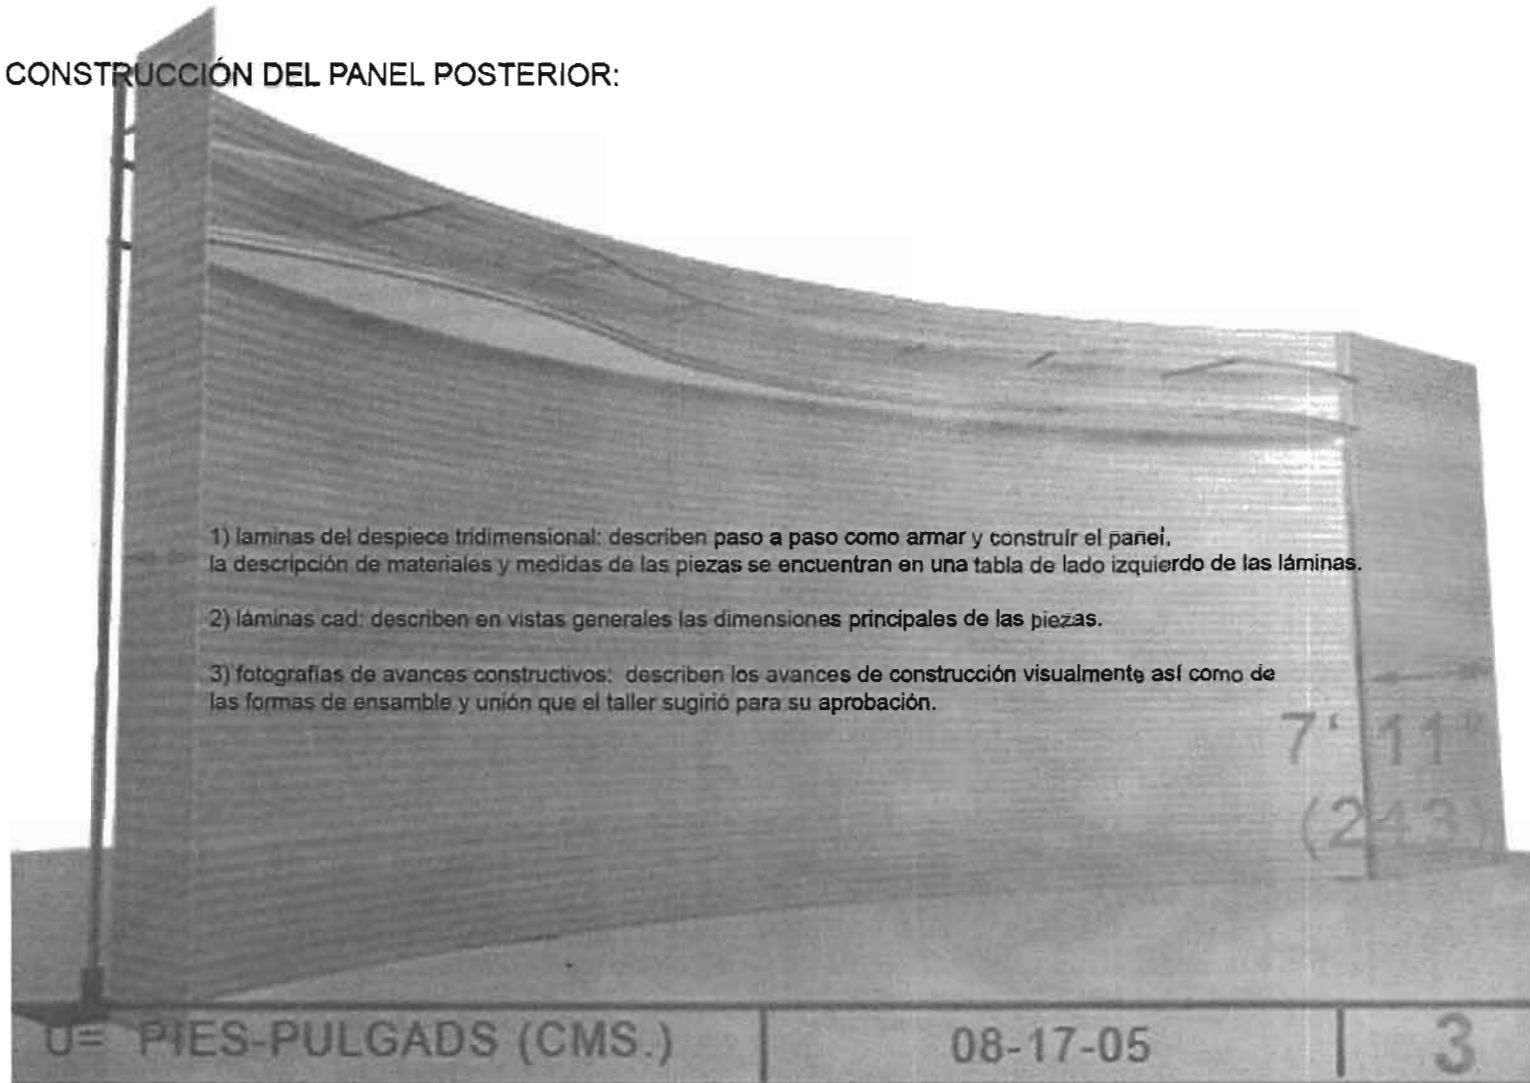 CONSTRUCCIÓN DEL PANEL POSTERIOR:
1) laminas del despiece tridimensional: describen paso a paso como armar y construir el panel,
la descripción de materiales y medidas de las piezas se encuentran en una tabla de lado izquierdo de las láminas.
2) láminas cad: describen en vistas generales las dimensiones principales de las piezas.
3) fotografías de avances constructivos: describen los avances de construcción visualmente así como de
las formas de ensamble y unión que el taller sugirió para su aprobación.
7' 11"
(243)
U= PIES-PULGADS (CMS.)
08-17-05
3